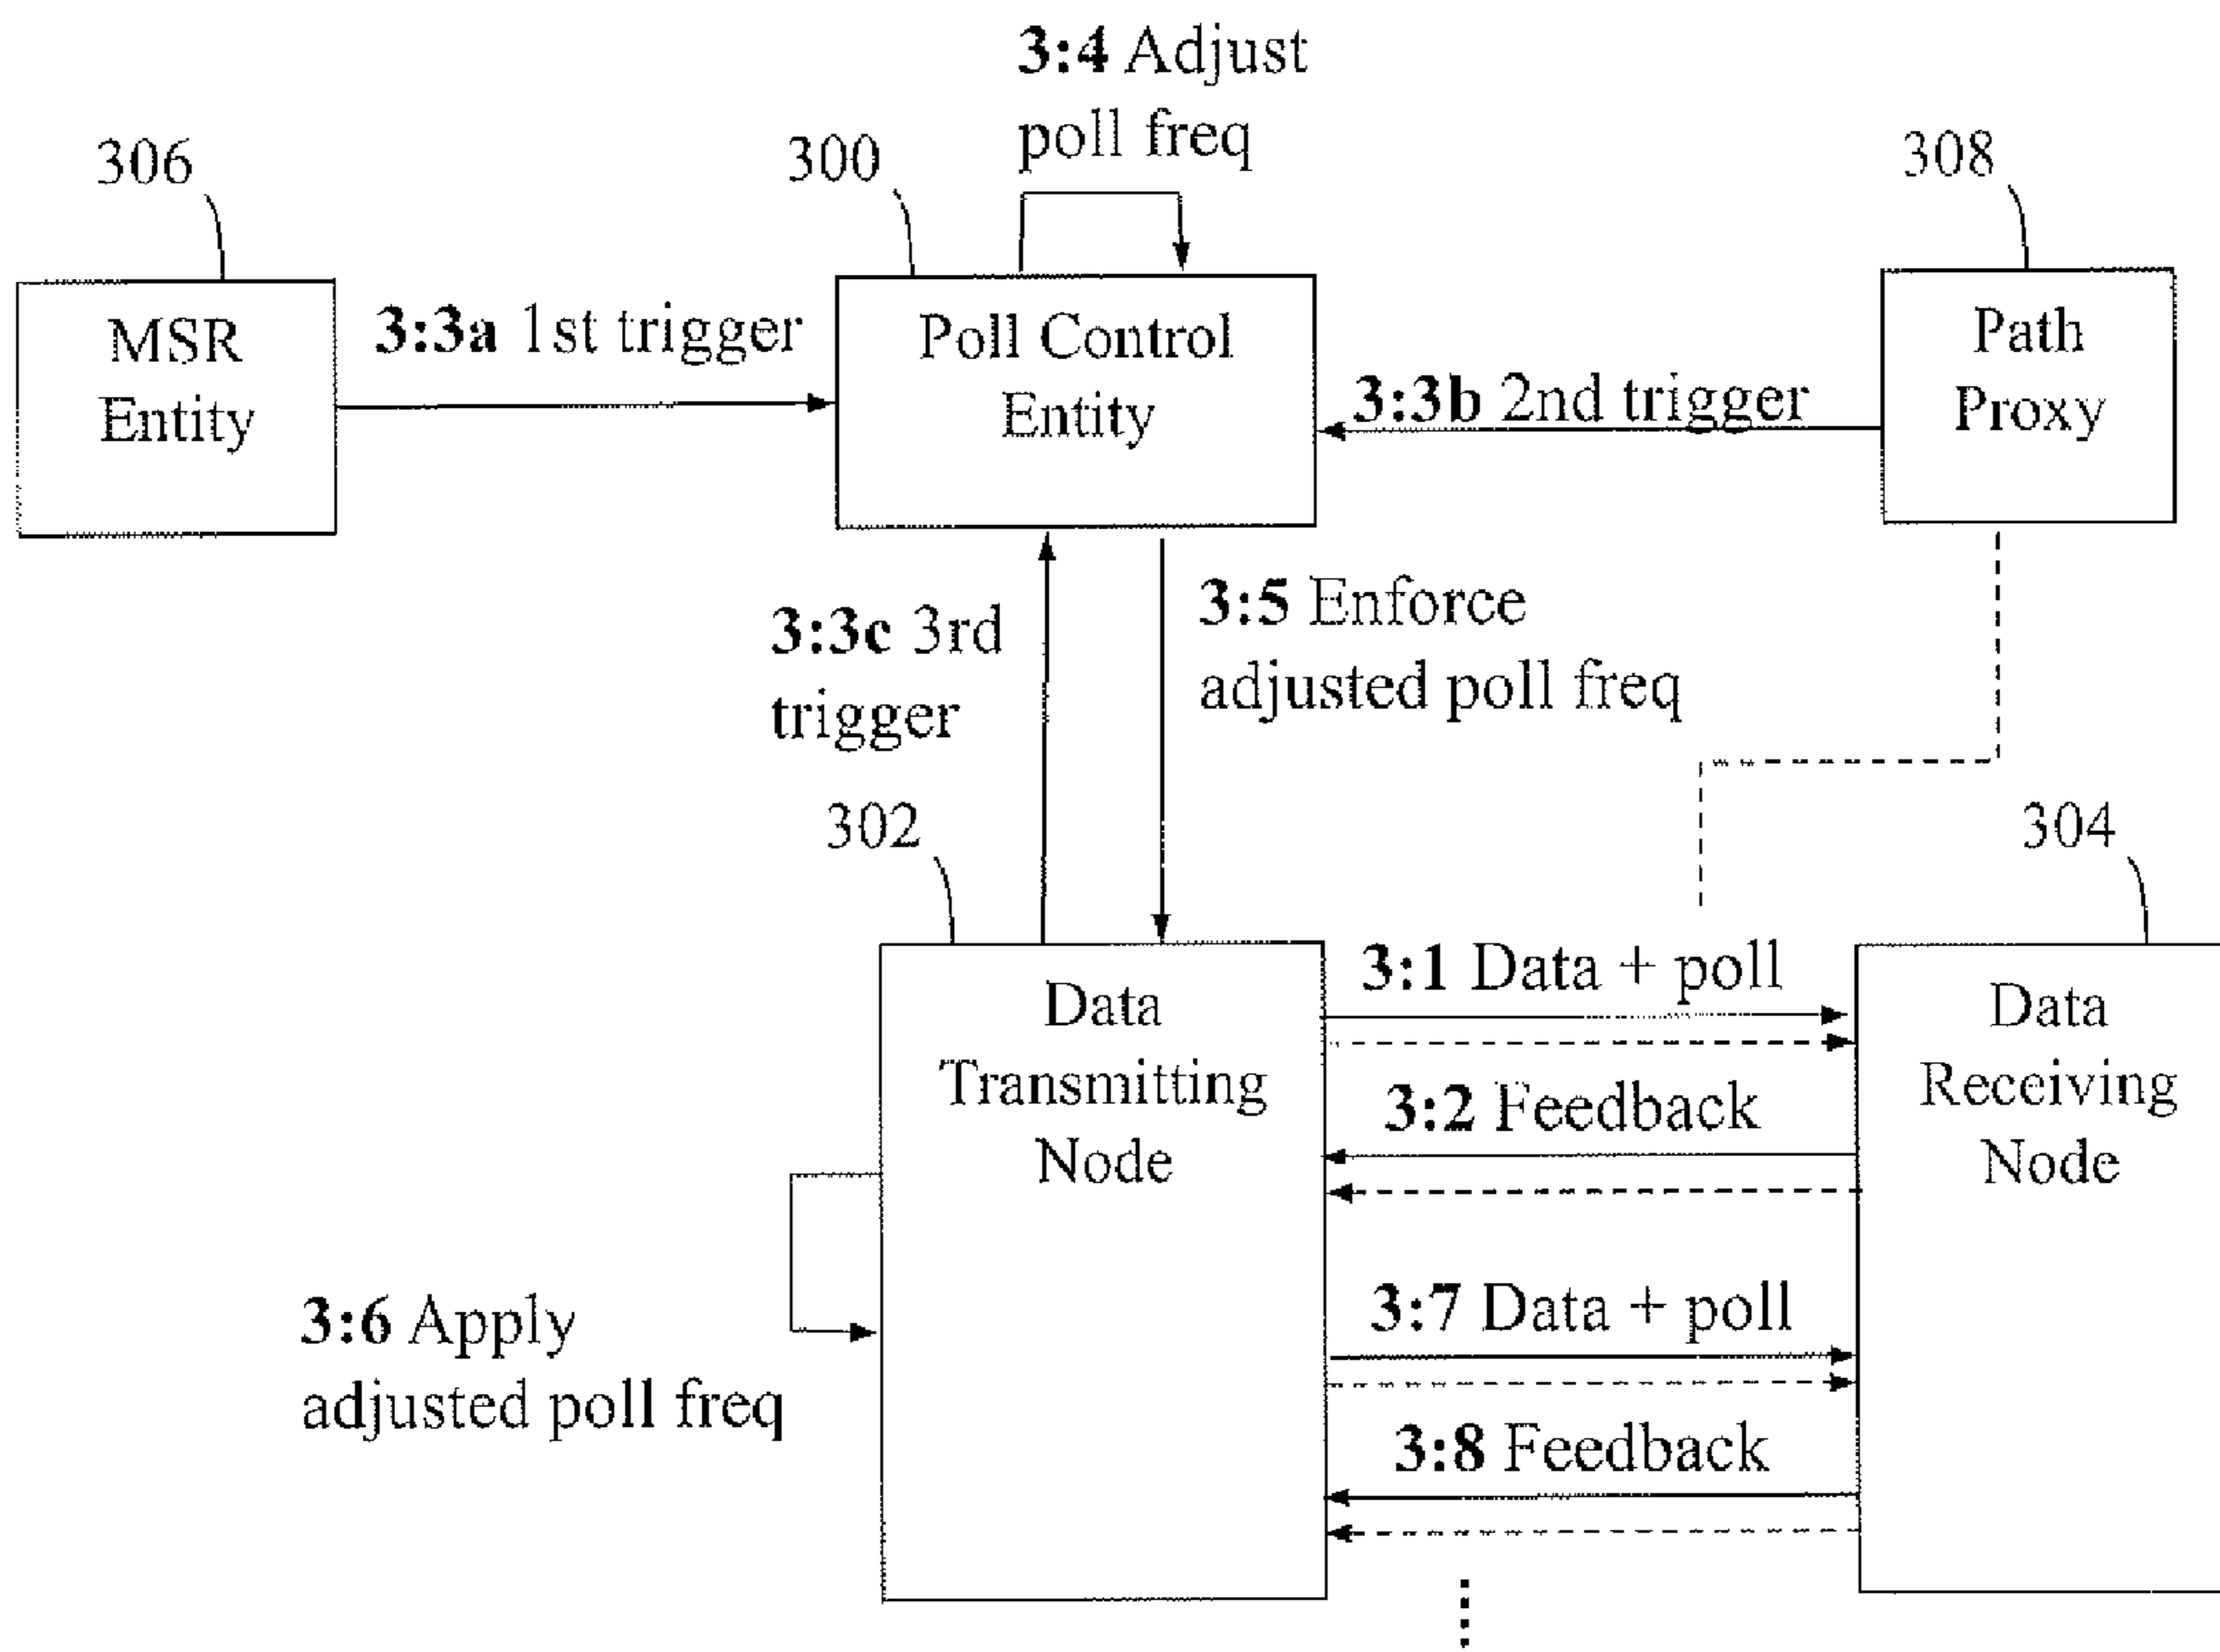 3:4 Adjust
poll freq
306
300
308
MSR
Entity
3:3a 1st trigger
Poll Control
Entity
3:3b 2nd trigger
Path
Proxy
3:3c 3rd
trigger
3:5 Enforce
adjusted poll freq
302
304
Data
Transmitting
Node
3:1 Data + poll
3:2 Feedback
Data
Receiving
Node
3:6 Apply
adjusted poll freq
3:7 Data + poll
3:8 Feedback